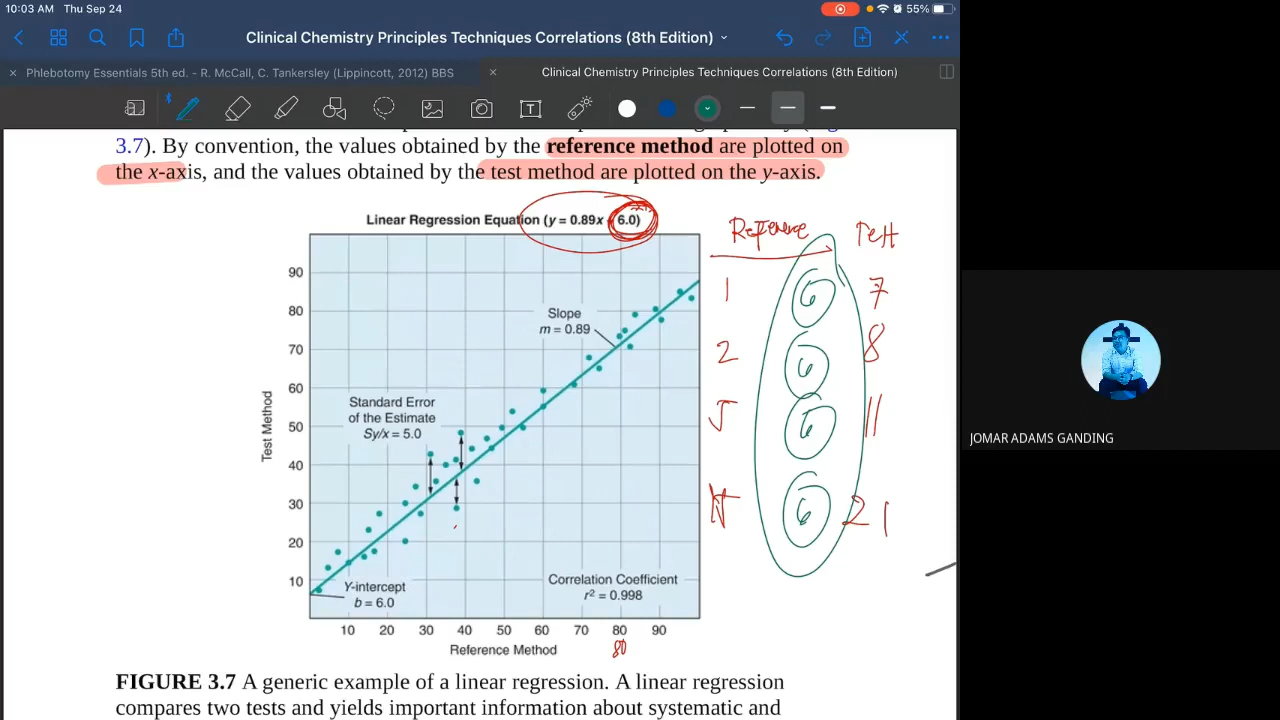 10:03 AM Thu Sep 24
55%
Clinical Chemistry Principles Techniques Correlations (8th Edition)
Phlebotomy Essentials 5th ed. - R. McCall, C. Tankersley (Lippincott, 2012) BBS
Clinical Chemistry Principles Techniques Correlations (8th Edition)
3.7). By convention, the values obtained by the reference method are plotted on
the x-axis, and the values obtained by the test method are plotted on the y-axis.
Linear Regression Equation (y = 0.89x 6.0)
Reference Test
1 6 7
2 6 8
5 6 11
6 21
90
80
70
60
50
40
30
20
10
Test Method
Slope
m = 0.89
Standard Error
of the Estimate
Sy/x = 5.0
Y-intercept
b = 6.0
Correlation Coefficient
r² = 0.998
10 20 30 40 50 60 70 80 90
80
Reference Method
FIGURE 3.7 A generic example of a linear regression. A linear regression
compares two tests and yields important information about systematic and
JOMAR ADAMS GANDING